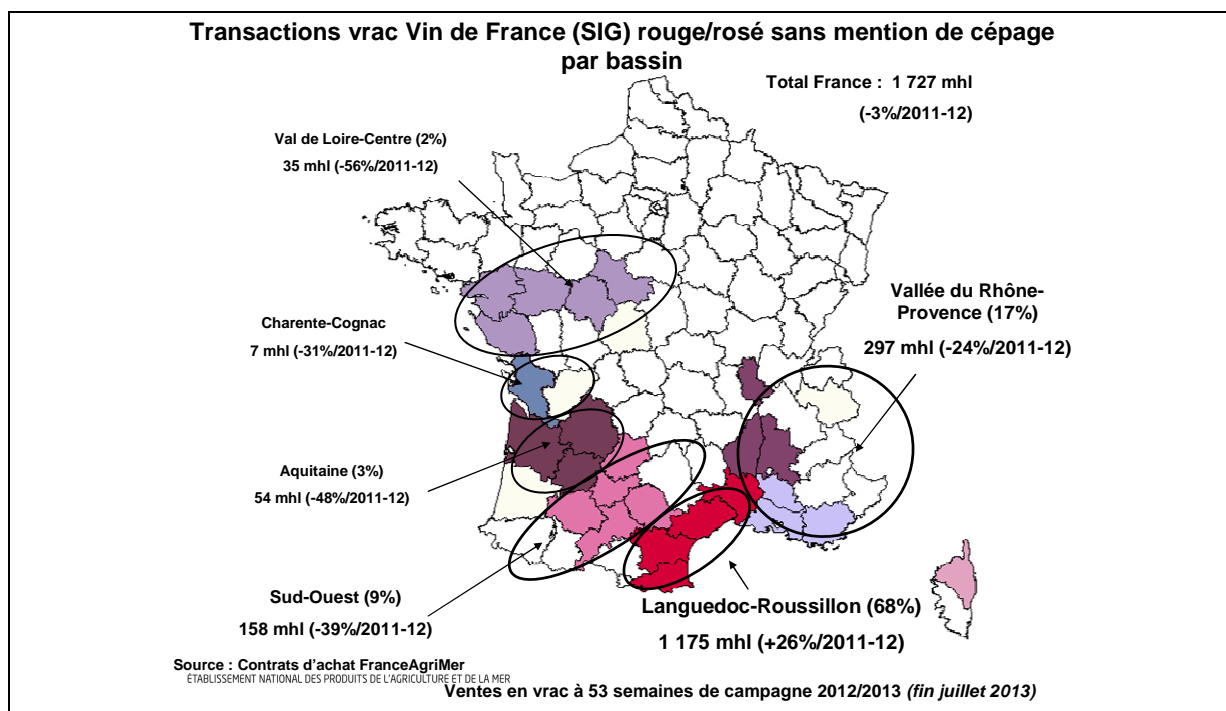 Transactions vrac Vin de France (SIG) rouge/rosé sans mention de cépage
par bassin
Total France : 1 727 mhl
(-3%/2011-12)
Val de Loire-Centre (2%)
35 mhl (-56%/2011-12)
Vallée du Rhône-
Provence (17%)
297 mhl (-24%/2011-12)
Charente-Cognac
7 mhl (-31%/2011-12)
Aquitaine (3%)
54 mhl (-48%/2011-12)
Sud-Ouest (9%)
158 mhl (-39%/2011-12)
Languedoc-Roussillon (68%)
1 175 mhl (+26%/2011-12)
Source : Contrats d'achat FranceAgriMer
ÉTABLISSEMENT NATIONAL DES PRODUITS DE L'AGRICULTURE ET DE LA MER
Ventes en vrac à 53 semaines de campagne 2012/2013 (fin juillet 2013)